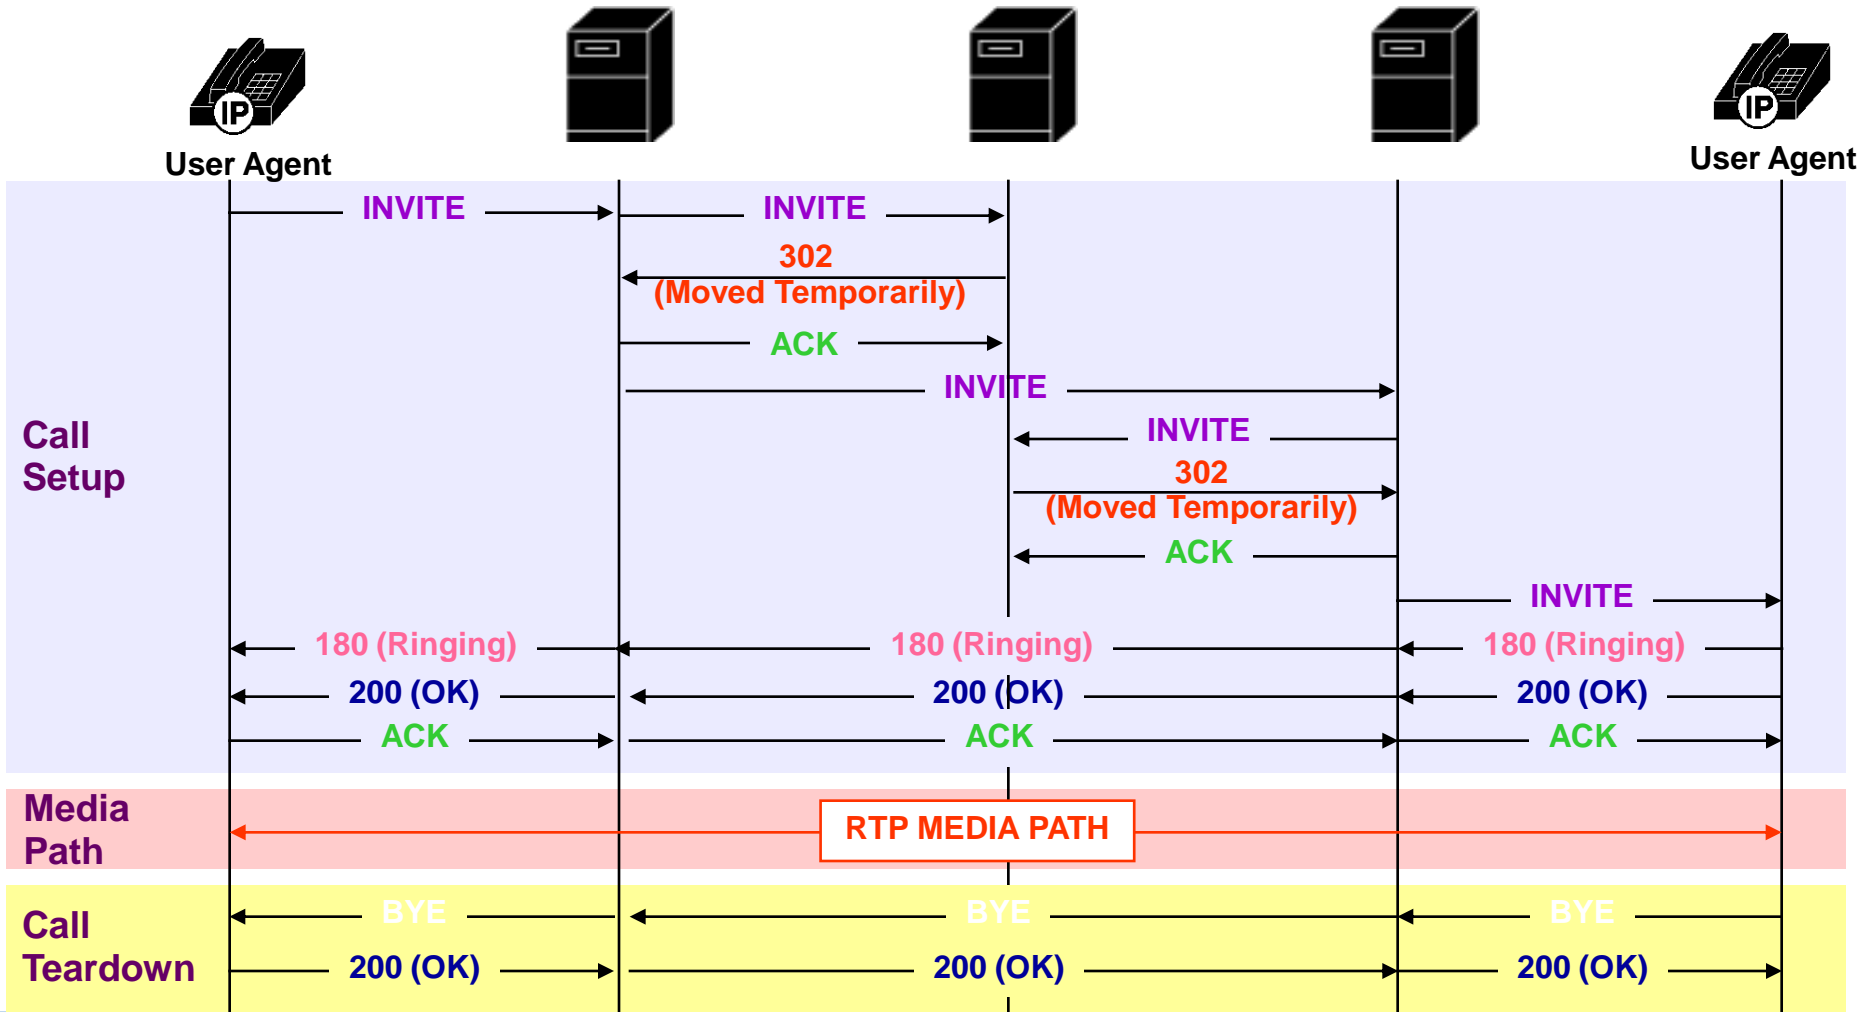 IP
IP
User Agent
User Agent
INVITE
INVITE
302
(Moved Temporarily)
ACK
INVITE
Call
Setup
INVITE
302
(Moved Temporarily)
ACK
INVITE
180 (Ringing)
180 (Ringing)
180 (Ringing)
200 (OK)
200 (OK)
200 (OK)
ACK
ACK
ACK
Media
Path
RTP MEDIA PATH
Call
Teardown
BYE
BYE
BYE
200 (OK)
200 (OK)
200 (OK)